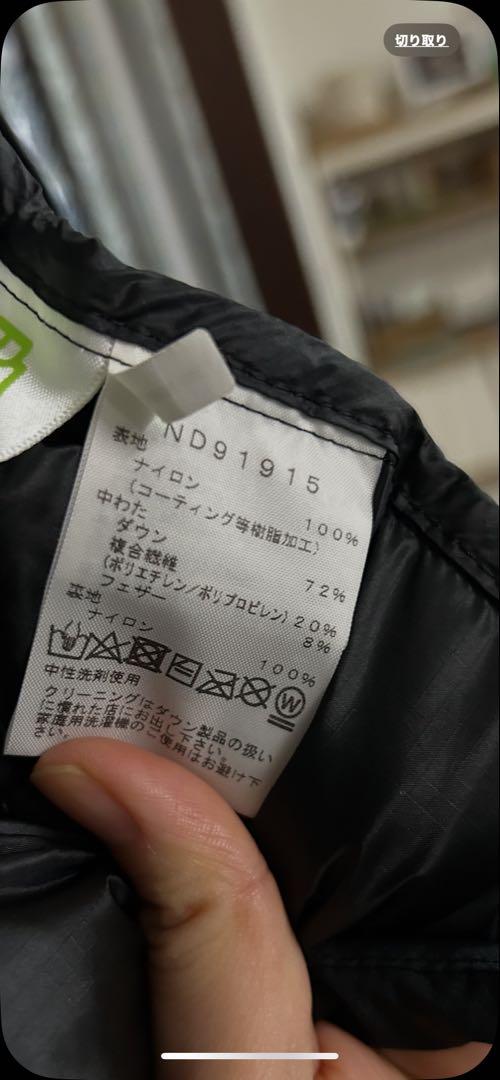 切り取り
ND91915
表地
ナイロン 100%
(コーティング等樹脂加工)
中わた
ダウン 72%
複合繊維
(ポリエチレン/ポリプロピレン) 20%
フェザー 8%
裏地
ナイロン 100%
W
中性洗剤使用
クリーニングはダウン製品の扱い
に慣れた店にお出し下さい。
家庭用洗濯機のご使用はお避け下
さい。